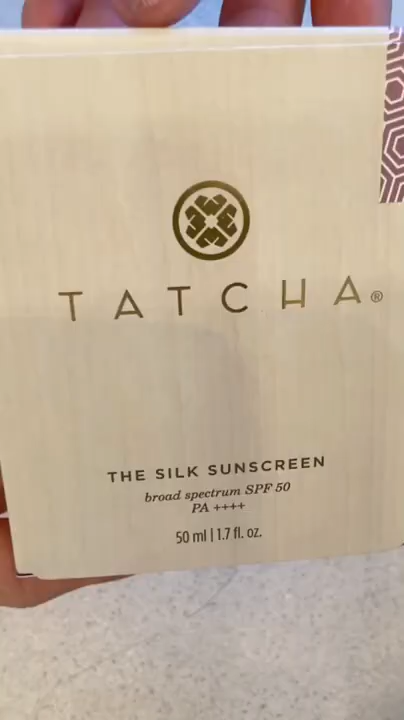 TATCHA®
THE SILK SUNSCREEN
broad spectrum SPF 50
PA ++++
50 ml | 1.7 fl. oz.